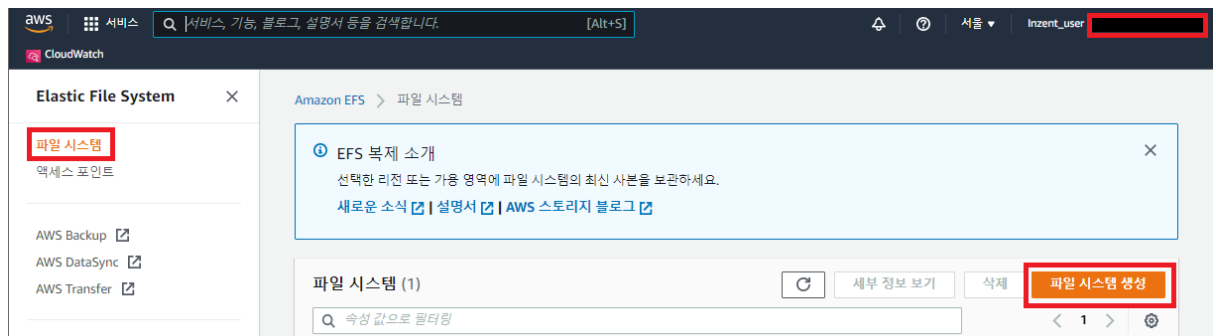 aws 서비스 서비스, 기능, 블로그, 설명서 등을 검색합니다. [Alt+S] 서울 ▼ Inzent_user
CloudWatch
Elastic File System
파일 시스템
액세스 포인트
AWS Backup
AWS DataSync
AWS Transfer
Amazon EFS > 파일 시스템
EFS 복제 소개
선택한 리전 또는 가용 영역에 파일 시스템의 최신 사본을 보관하세요.
새로운 소식 | 설명서 | AWS 스토리지 블로그
파일 시스템 (1) 세부 정보 보기 삭제 파일 시스템 생성
속성 값으로 필터링 < 1 >